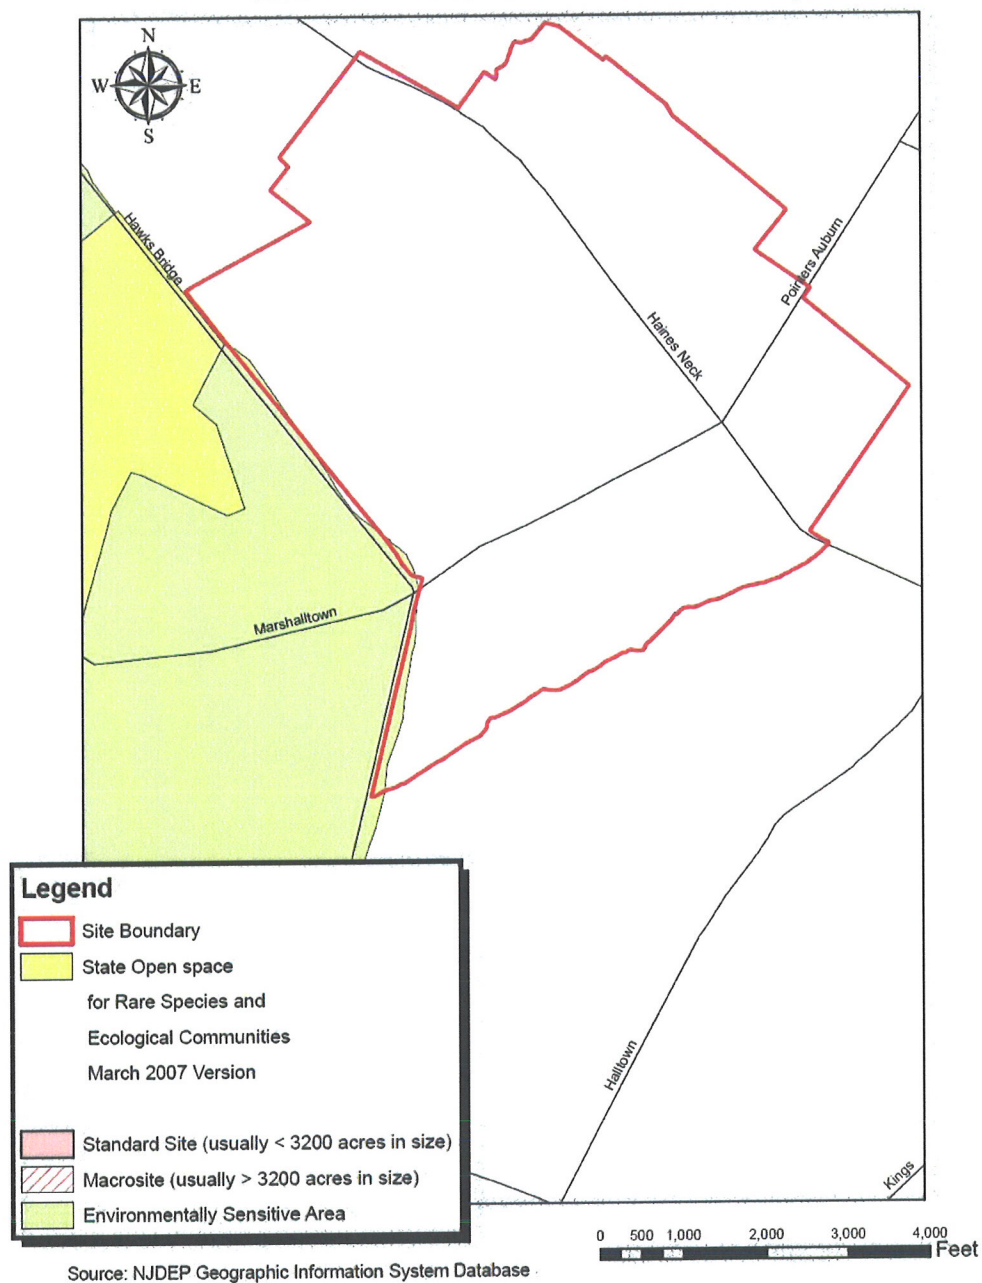 N
W E
S
Hawks Bridge
Pointers Auburn
Haines Neck
Marshalltown
Halltown
Kings
Legend
Site Boundary
State Open space
for Rare Species and
Ecological Communities
March 2007 Version
Standard Site (usually < 3200 acres in size)
Macrosite (usually > 3200 acres in size)
Environmentally Sensitive Area
0 500 1,000 2,000 3,000 4,000
Feet
Source: NJDEP Geographic Information System Database